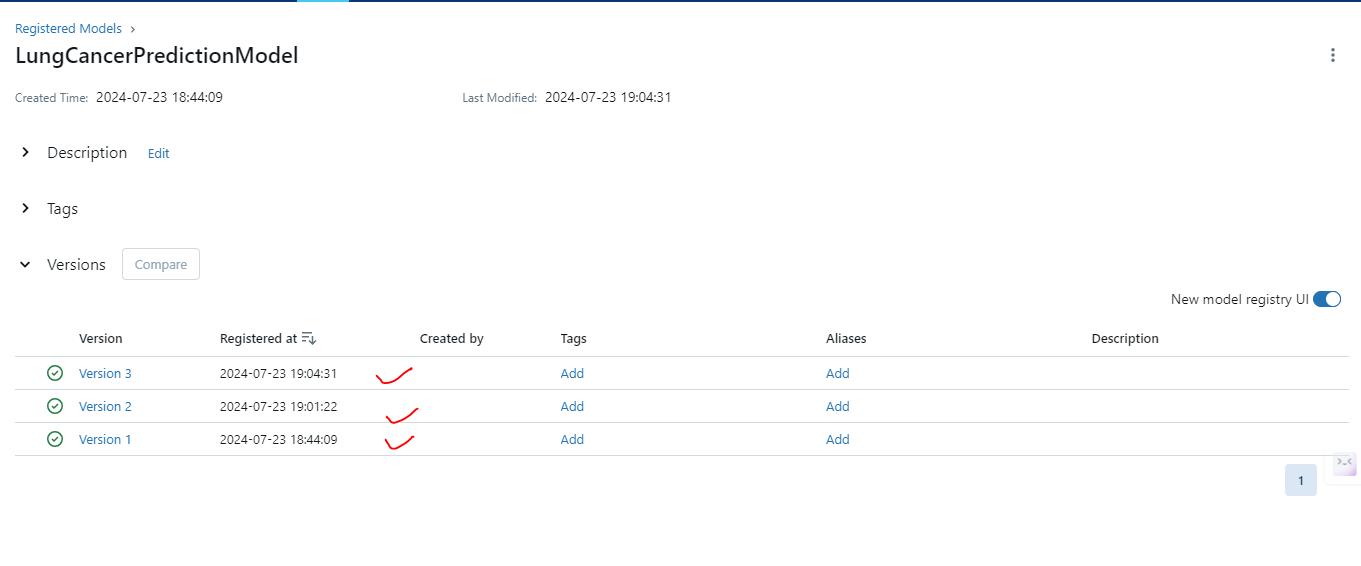 Registered Models
LungCancerPredictionModel
Created Time: 2024-07-23 18:44:09 Last Modified: 2024-07-23 19:04:31
Description Edit
Tags
Versions Compare
New model registry UI
Version Registered at Created by Tags Aliases Description
Version 3 2024-07-23 19:04:31 Add Add
Version 2 2024-07-23 19:01:22 Add Add
Version 1 2024-07-23 18:44:09 Add Add
1